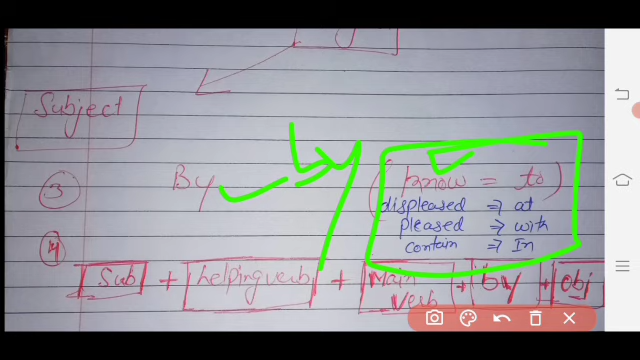 Subject
③ By (know = to)
displeased ⇒ at
pleased ⇒ with
contain ⇒ In
④ Sub + helping verb + Main Verb + by + obj